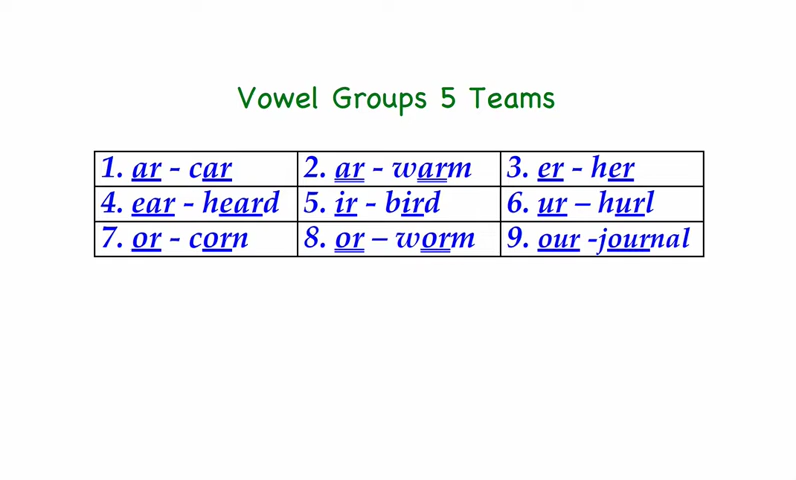 Vowel Groups 5 Teams
1. ar - car 2. ar - warm 3. er - her
4. ear - heard 5. ir - bird 6. ur – hurl
7. or - corn 8. or – worm 9. our -journal